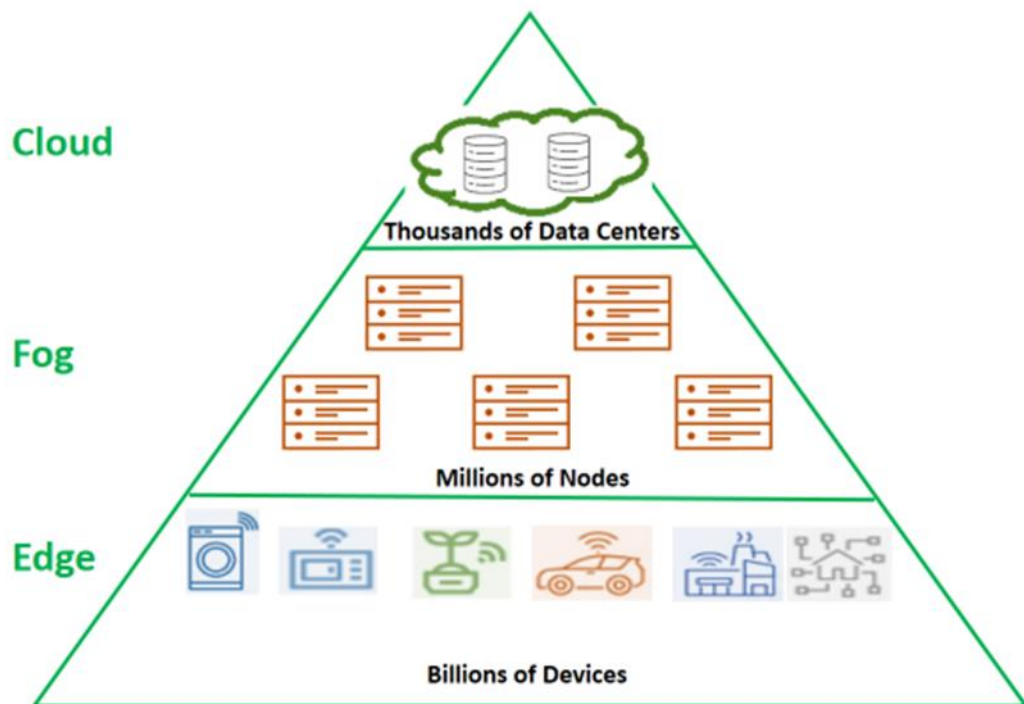 Cloud
Thousands of Data Centers
Fog
Millions of Nodes
Edge
Billions of Devices